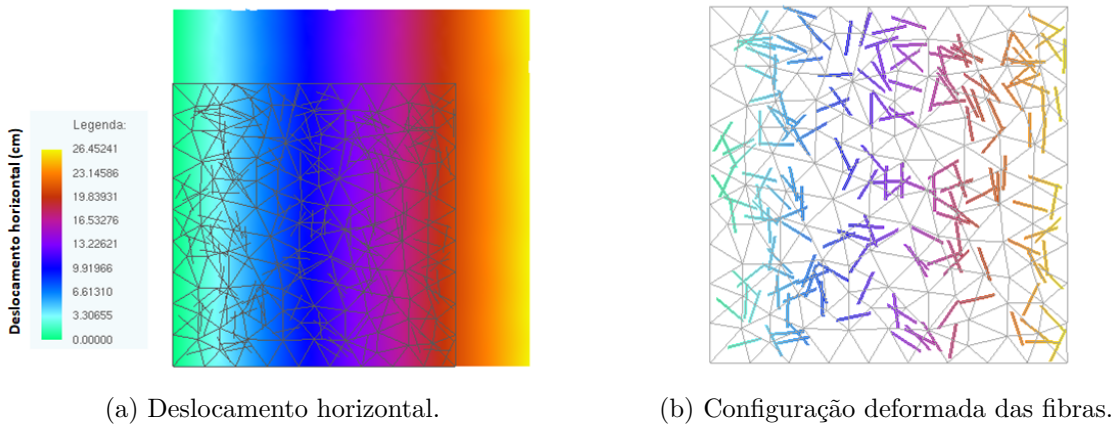 Deslocamento horizontal (cm)
Legenda:
26.45241
23.14586
19.83931
16.53276
13.22621
9.91966
6.61310
3.30655
0.00000
(a) Deslocamento horizontal.
(b) Configuração deformada das fibras.